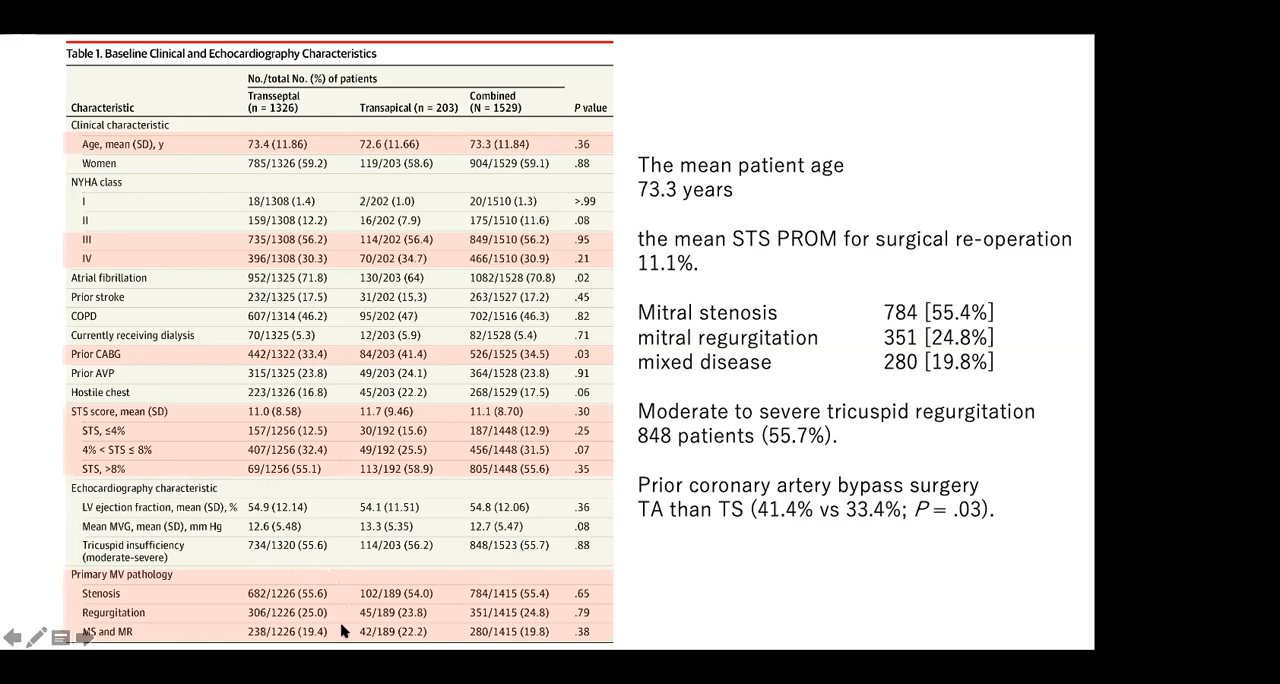 Table 1. Baseline Clinical and Echocardiography Characteristics
No./total No. (%) of patients
Characteristic Transseptal (n = 1326) Transapical (n = 203) Combined (N = 1529) P value
Clinical characteristic
Age, mean (SD), y 73.4 (11.86) 72.6 (11.66) 73.3 (11.84) .36
Women 785/1326 (59.2) 119/203 (58.6) 904/1529 (59.1) .88
NYHA class
I 18/1308 (1.4) 2/202 (1.0) 20/1510 (1.3) >.99
II 159/1308 (12.2) 16/202 (7.9) 175/1510 (11.6) .08
III 735/1308 (56.2) 114/202 (56.4) 849/1510 (56.2) .95
IV 396/1308 (30.3) 70/202 (34.7) 466/1510 (30.9) .21
Atrial fibrillation 952/1325 (71.8) 130/203 (64) 1082/1528 (70.8) .02
Prior stroke 232/1325 (17.5) 31/202 (15.3) 263/1527 (17.2) .45
COPD 607/1314 (46.2) 95/202 (47) 702/1516 (46.3) .82
Currently receiving dialysis 70/1325 (5.3) 12/203 (5.9) 82/1528 (5.4) .71
Prior CABG 442/1322 (33.4) 84/203 (41.4) 526/1525 (34.5) .03
Prior AVP 315/1325 (23.8) 49/203 (24.1) 364/1528 (23.8) .91
Hostile chest 223/1326 (16.8) 45/203 (22.2) 268/1529 (17.5) .06
STS score, mean (SD) 11.0 (8.58) 11.7 (9.46) 11.1 (8.70) .30
STS, ≤4% 157/1256 (12.5) 30/192 (15.6) 187/1448 (12.9) .25
4% < STS ≤ 8% 407/1256 (32.4) 49/192 (25.5) 456/1448 (31.5) .07
STS, >8% 69/1256 (55.1) 113/192 (58.9) 805/1448 (55.6) .35
Echocardiography characteristic
LV ejection fraction, mean (SD), % 54.9 (12.14) 54.1 (11.51) 54.8 (12.06) .36
Mean MVG, mean (SD), mm Hg 12.6 (5.48) 13.3 (5.35) 12.7 (5.47) .08
Tricuspid insufficiency 734/1320 (55.6) 114/203 (56.2) 848/1523 (55.7) .88
(moderate-severe)
Primary MV pathology
Stenosis 682/1226 (55.6) 102/189 (54.0) 784/1415 (55.4) .65
Regurgitation 306/1226 (25.0) 45/189 (23.8) 351/1415 (24.8) .79
MS and MR 238/1226 (19.4) 42/189 (22.2) 280/1415 (19.8) .38
The mean patient age
73.3 years
the mean STS PROM for surgical re-operation
11.1%.
Mitral stenosis 784 [55.4%]
mitral regurgitation 351 [24.8%]
mixed disease 280 [19.8%]
Moderate to severe tricuspid regurgitation
848 patients (55.7%).
Prior coronary artery bypass surgery
TA than TS (41.4% vs 33.4%; P = .03).